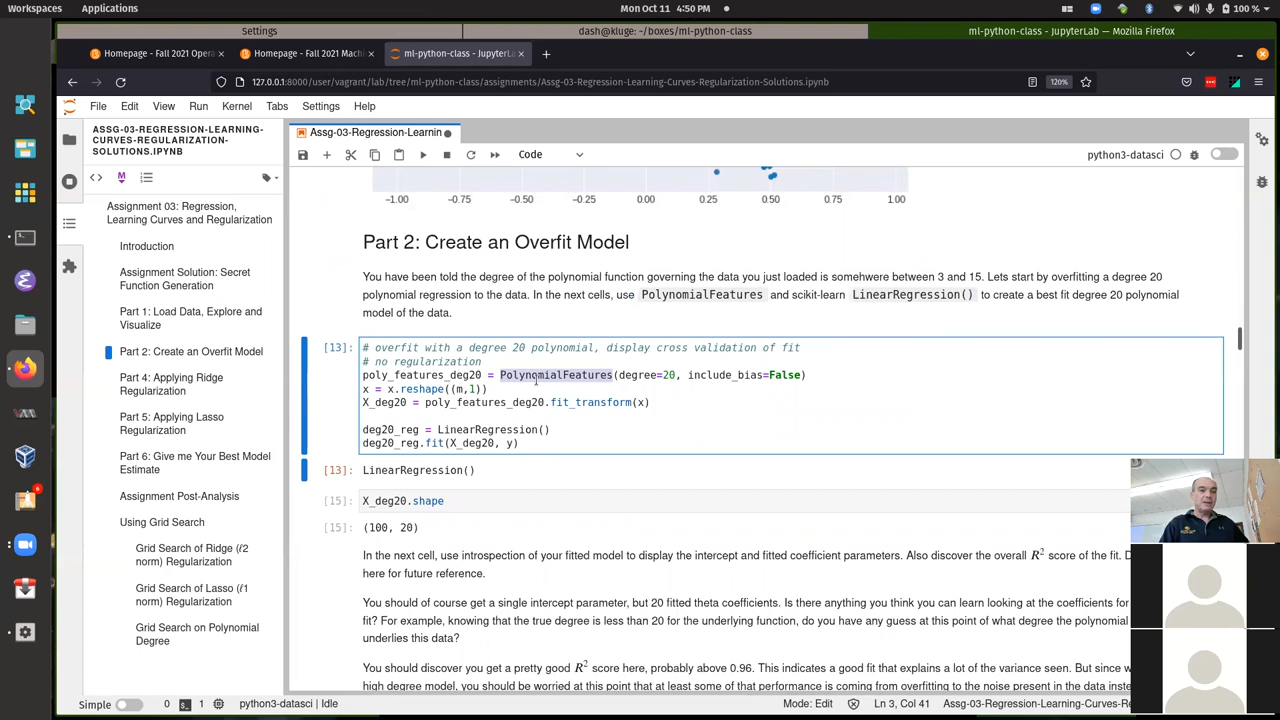 Workspaces Applications Mon Oct 11 4:50 PM 100 %
Settings dash@kluge: ~/boxes/ml-python-class ml-python-class - JupyterLab — Mozilla Firefox
Homepage - Fall 2021 Opera Homepage - Fall 2021 Machi ml-python-class - JupyterLa
127.0.0.1:8000/user/vagrant/lab/tree/ml-python-class/assignments/Assg-03-Regression-Learning-Curves-Regularization-Solutions.ipynb 120%
File Edit View Run Kernel Tabs Settings Help
ASSG-03-REGRESSION-LEARNING-
CURVES-REGULARIZATION-
SOLUTIONS.IPYNB
Assignment 03: Regression,
Learning Curves and Regularization
Introduction
Assignment Solution: Secret
Function Generation
Part 1: Load Data, Explore and
Visualize
Part 2: Create an Overfit Model
Part 4: Applying Ridge
Regularization
Part 5: Applying Lasso
Regularization
Part 6: Give me Your Best Model
Estimate
Assignment Post-Analysis
Using Grid Search
Grid Search of Ridge (ℓ2
norm) Regularization
Grid Search of Lasso (ℓ1
norm) Regularization
Grid Search on Polynomial
Degree
Assg-03-Regression-Learnin
Code python3-datasci
-1.00 -0.75 -0.50 -0.25 0.00 0.25 0.50 0.75 1.00
Part 2: Create an Overfit Model
You have been told the degree of the polynomial function governing the data you just loaded is somehwere between 3 and 15. Lets start by overfitting a degree 20
polynomial regression to the data. In the next cells, use PolynomialFeatures and scikit-learn LinearRegression() to create a best fit degree 20 polynomial
model of the data.
[13]: # overfit with a degree 20 polynomial, display cross validation of fit
# no regularization
poly_features_deg20 = PolynomialFeatures(degree=20, include_bias=False)
x = x.reshape((m,1))
X_deg20 = poly_features_deg20.fit_transform(x)
deg20_reg = LinearRegression()
deg20_reg.fit(X_deg20, y)
[13]: LinearRegression()
[15]: X_deg20.shape
[15]: (100, 20)
In the next cell, use introspection of your fitted model to display the intercept and fitted coefficient parameters. Also discover the overall R² score of the fit. D
here for future reference.
You should of course get a single intercept parameter, but 20 fitted theta coefficients. Is there anything you think you can learn looking at the coefficients for
fit? For example, knowing that the true degree is less than 20 for the underlying function, do you have any guess at this point of what degree the polynomial
underlies this data?
You should discover you get a pretty good R² score here, probably above 0.96. This indicates a good fit that explains a lot of the variance seen. But since w
high degree model, you should be worried at this point that at least some of that performance is coming from overfitting to the noise present in the data inste
Simple 0 1 python3-datasci | Idle Mode: Edit Ln 3, Col 41 Assg-03-Regression-Learning-Curves-Re